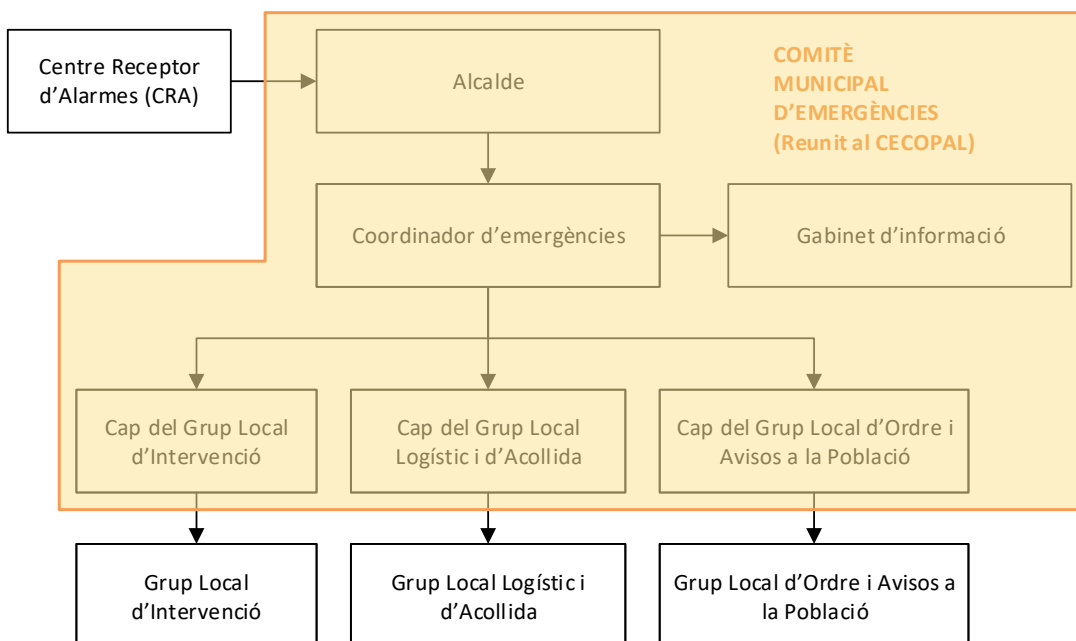 Centre Receptor
d’Alarmes (CRA)
Alcalde
COMITÈ
MUNICIPAL
D’EMERGÈNCIES
(Reunit al CECOPAL)
Coordinador d’emergències
Gabinet d’informació
Cap del Grup Local
d’Intervenció
Cap del Grup Local
Logístic i d’Acollida
Cap del Grup Local d’Ordre i
Avisos a la Població
Grup Local
d’Intervenció
Grup Local Logístic i
d’Acollida
Grup Local d’Ordre i Avisos a
la Població